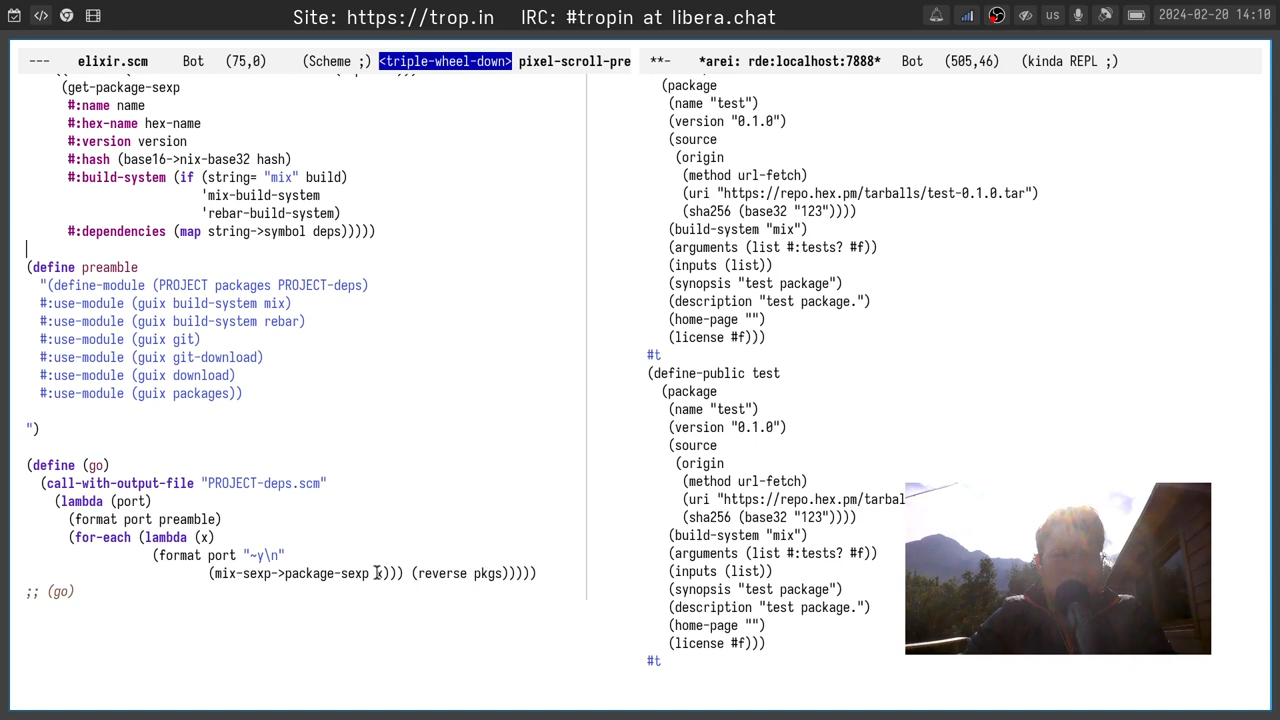 Site: https://trop.in IRC: #tropin at libera.chat
us
2024-02-20 14:10
--- elixir.scm Bot (75,0) (Scheme ;) <triple-wheel-down> pixel-scroll-pre
(get-package-sexp
#:name name
#:hex-name hex-name
#:version version
#:hash (base16->nix-base32 hash)
#:build-system (if (string= "mix" build)
'mix-build-system
'rebar-build-system)
#:dependencies (map string->symbol deps)))))
(define preamble
"(define-module (PROJECT packages PROJECT-deps)
#:use-module (guix build-system mix)
#:use-module (guix build-system rebar)
#:use-module (guix git)
#:use-module (guix git-download)
#:use-module (guix download)
#:use-module (guix packages))
")
(define (go)
(call-with-output-file "PROJECT-deps.scm"
(lambda (port)
(format port preamble)
(for-each (lambda (x)
(format port "~y\n"
(mix-sexp->package-sexp x))) (reverse pkgs)))))
;; (go)
**- *arei: rde:localhost:7888* Bot (505,46) (kinda REPL ;)
(package
(name "test")
(version "0.1.0")
(source
(origin
(method url-fetch)
(uri "https://repo.hex.pm/tarballs/test-0.1.0.tar")
(sha256 (base32 "123"))))
(build-system "mix")
(arguments (list #:tests? #f))
(inputs (list))
(synopsis "test package")
(description "test package.")
(home-page "")
(license #f)))
#t
(define-public test
(package
(name "test")
(version "0.1.0")
(source
(origin
(method url-fetch)
(uri "https://repo.hex.pm/tarbal
(sha256 (base32 "123"))))
(build-system "mix")
(arguments (list #:tests? #f))
(inputs (list))
(synopsis "test package")
(description "test package.")
(home-page "")
(license #f)))
#t